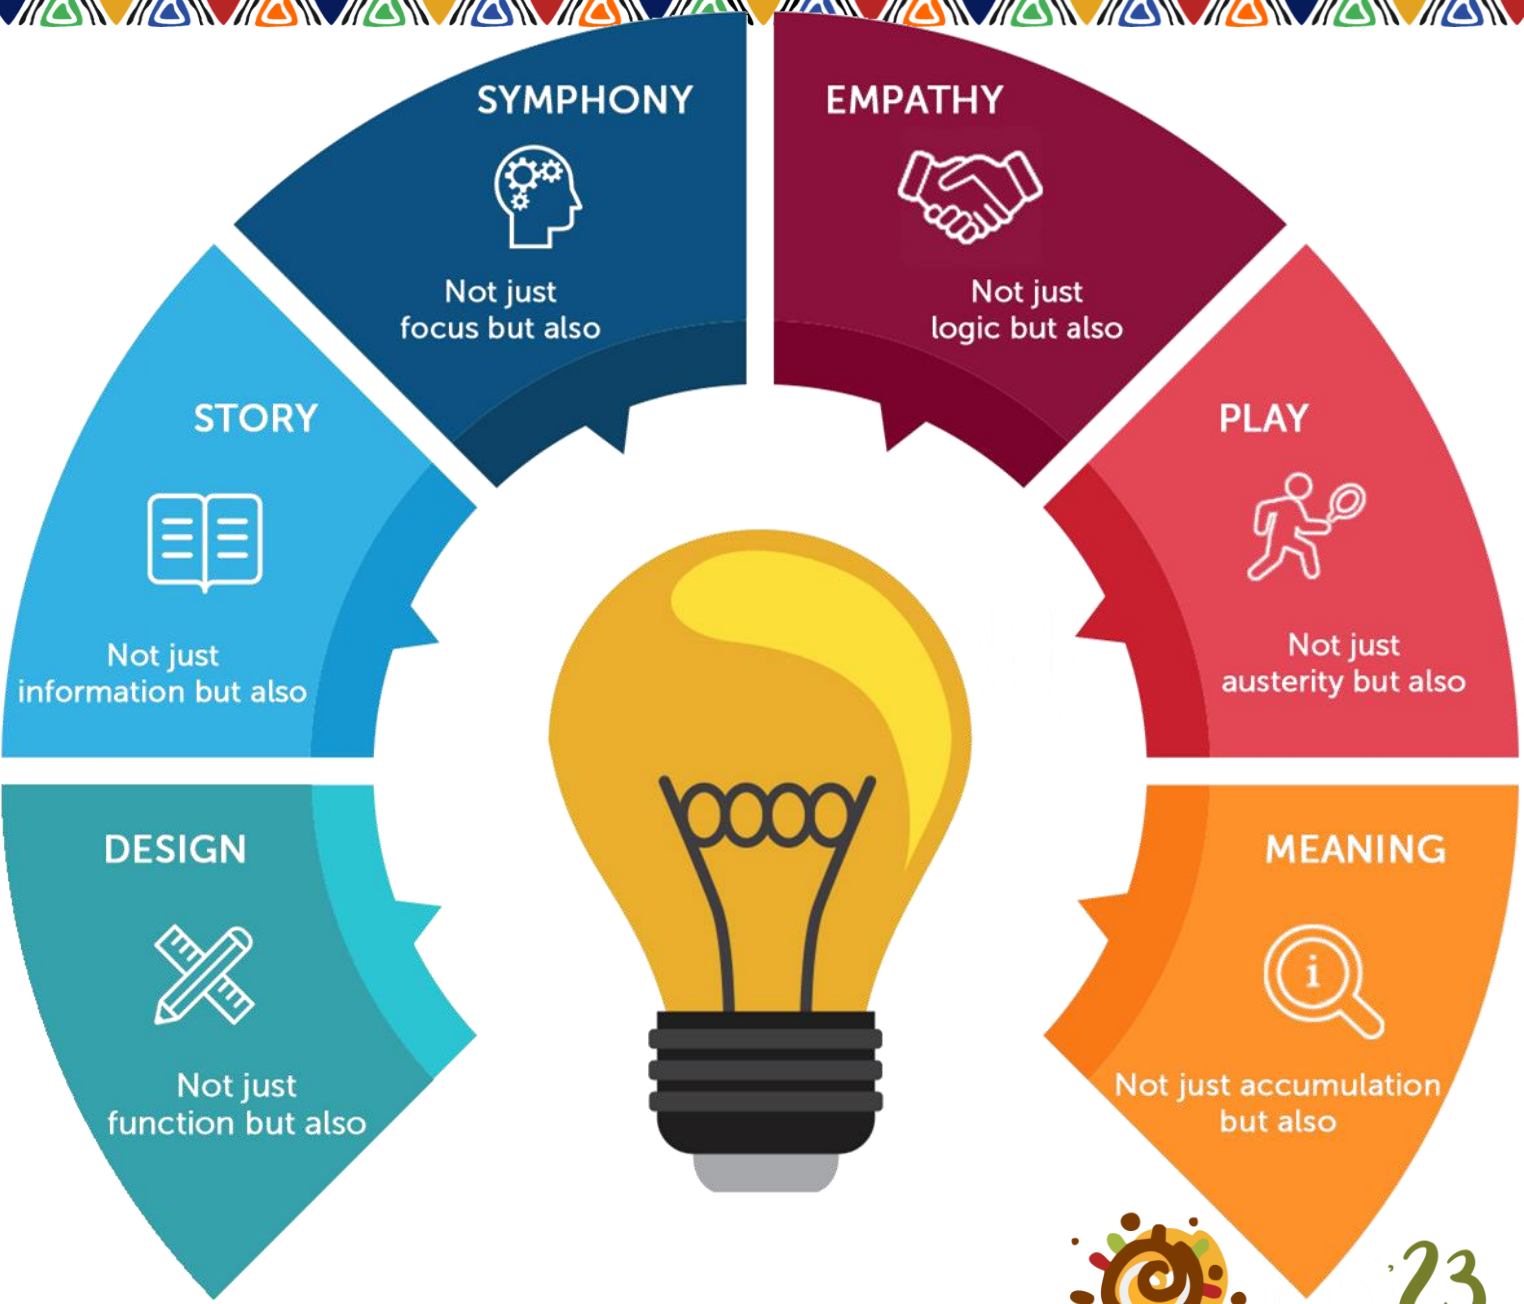 SYMPHONY
Not just
focus but also
EMPATHY
Not just
logic but also
STORY
Not just
information but also
PLAY
Not just
austerity but also
DESIGN
Not just
function but also
MEANING
i
Not just accumulation
but also
'23